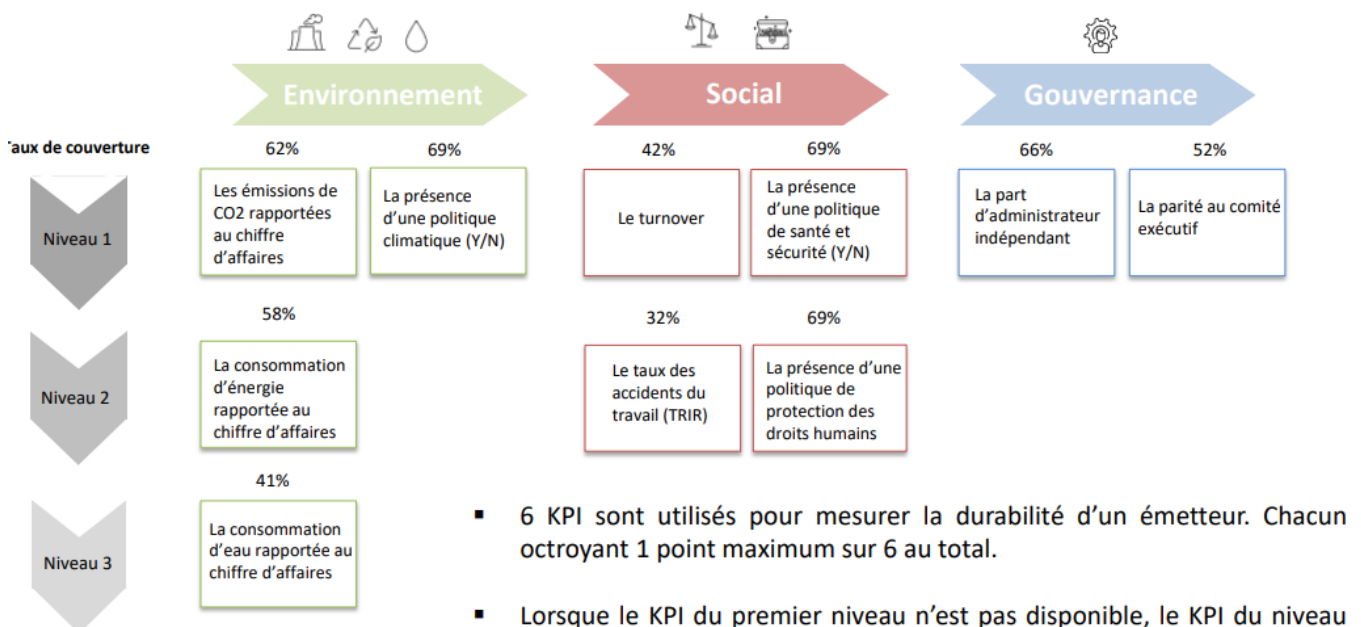 Environnement
Social
Gouvernance
aux de couverture
62%
69%
42%
69%
66%
52%
Niveau 1
Les émissions de
CO2 rapportées
au chiffre
d'affaires
La présence
d'une politique
climatique (Y/N)
Le turnover
La présence
d'une politique
de santé et
sécurité (Y/N)
La part
d'administrateur
indépendant
La parité au comité
exécutif
58%
32%
69%
Niveau 2
La consommation
d'énergie
rapportée au
chiffre d'affaires
Le taux des
accidents du
travail (TRIR)
La présence d'une
politique de
protection des
droits humains
41%
Niveau 3
La consommation
d'eau rapportée au
chiffre d'affaires
▪ 6 KPI sont utilisés pour mesurer la durabilité d'un émetteur. Chacun
octroyant 1 point maximum sur 6 au total.
▪ Lorsque le KPI du premier niveau n'est pas disponible, le KPI du niveau